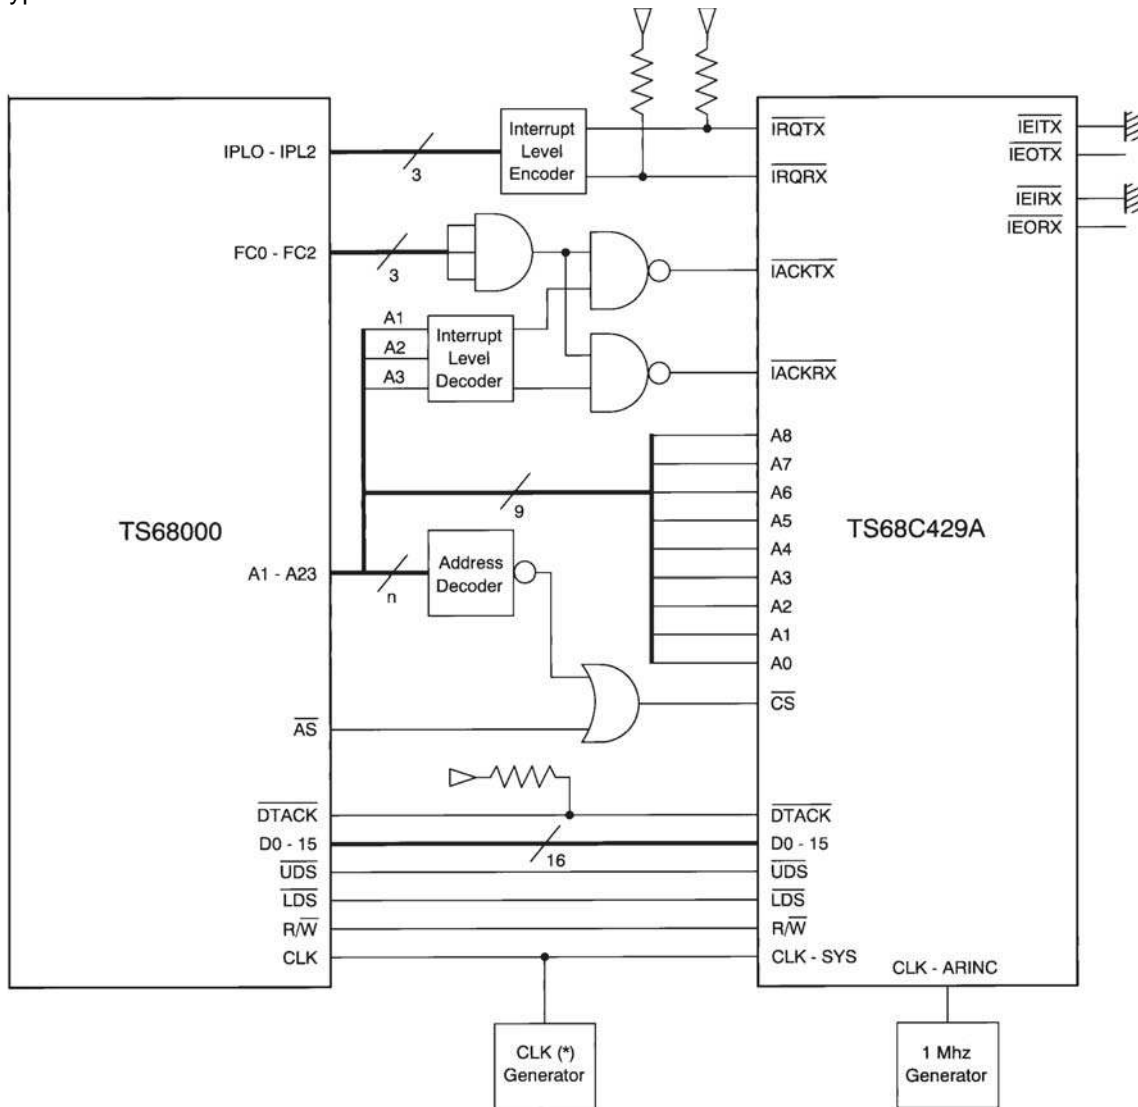 yp
IPLO - IPL2
3
Interrupt
Level
Encoder
IRQTX
IRQRX
IEITX
IEOTX
IEIRX
IEORX
FC0 - FC2
3
IACKTX
A1
A2
A3
Interrupt
Level
Decoder
IACKRX
A8
A7
A6
A5
A4
A3
A2
A1
A0
9
TS68000
TS68C429A
A1 - A23
n
Address
Decoder
CS
AS
DTACK
DTACK
D0 - 15
16
D0 - 15
UDS
UDS
LDS
LDS
R/W
R/W
CLK
CLK - SYS
CLK - ARINC
CLK (*)
Generator
1 Mhz
Generator